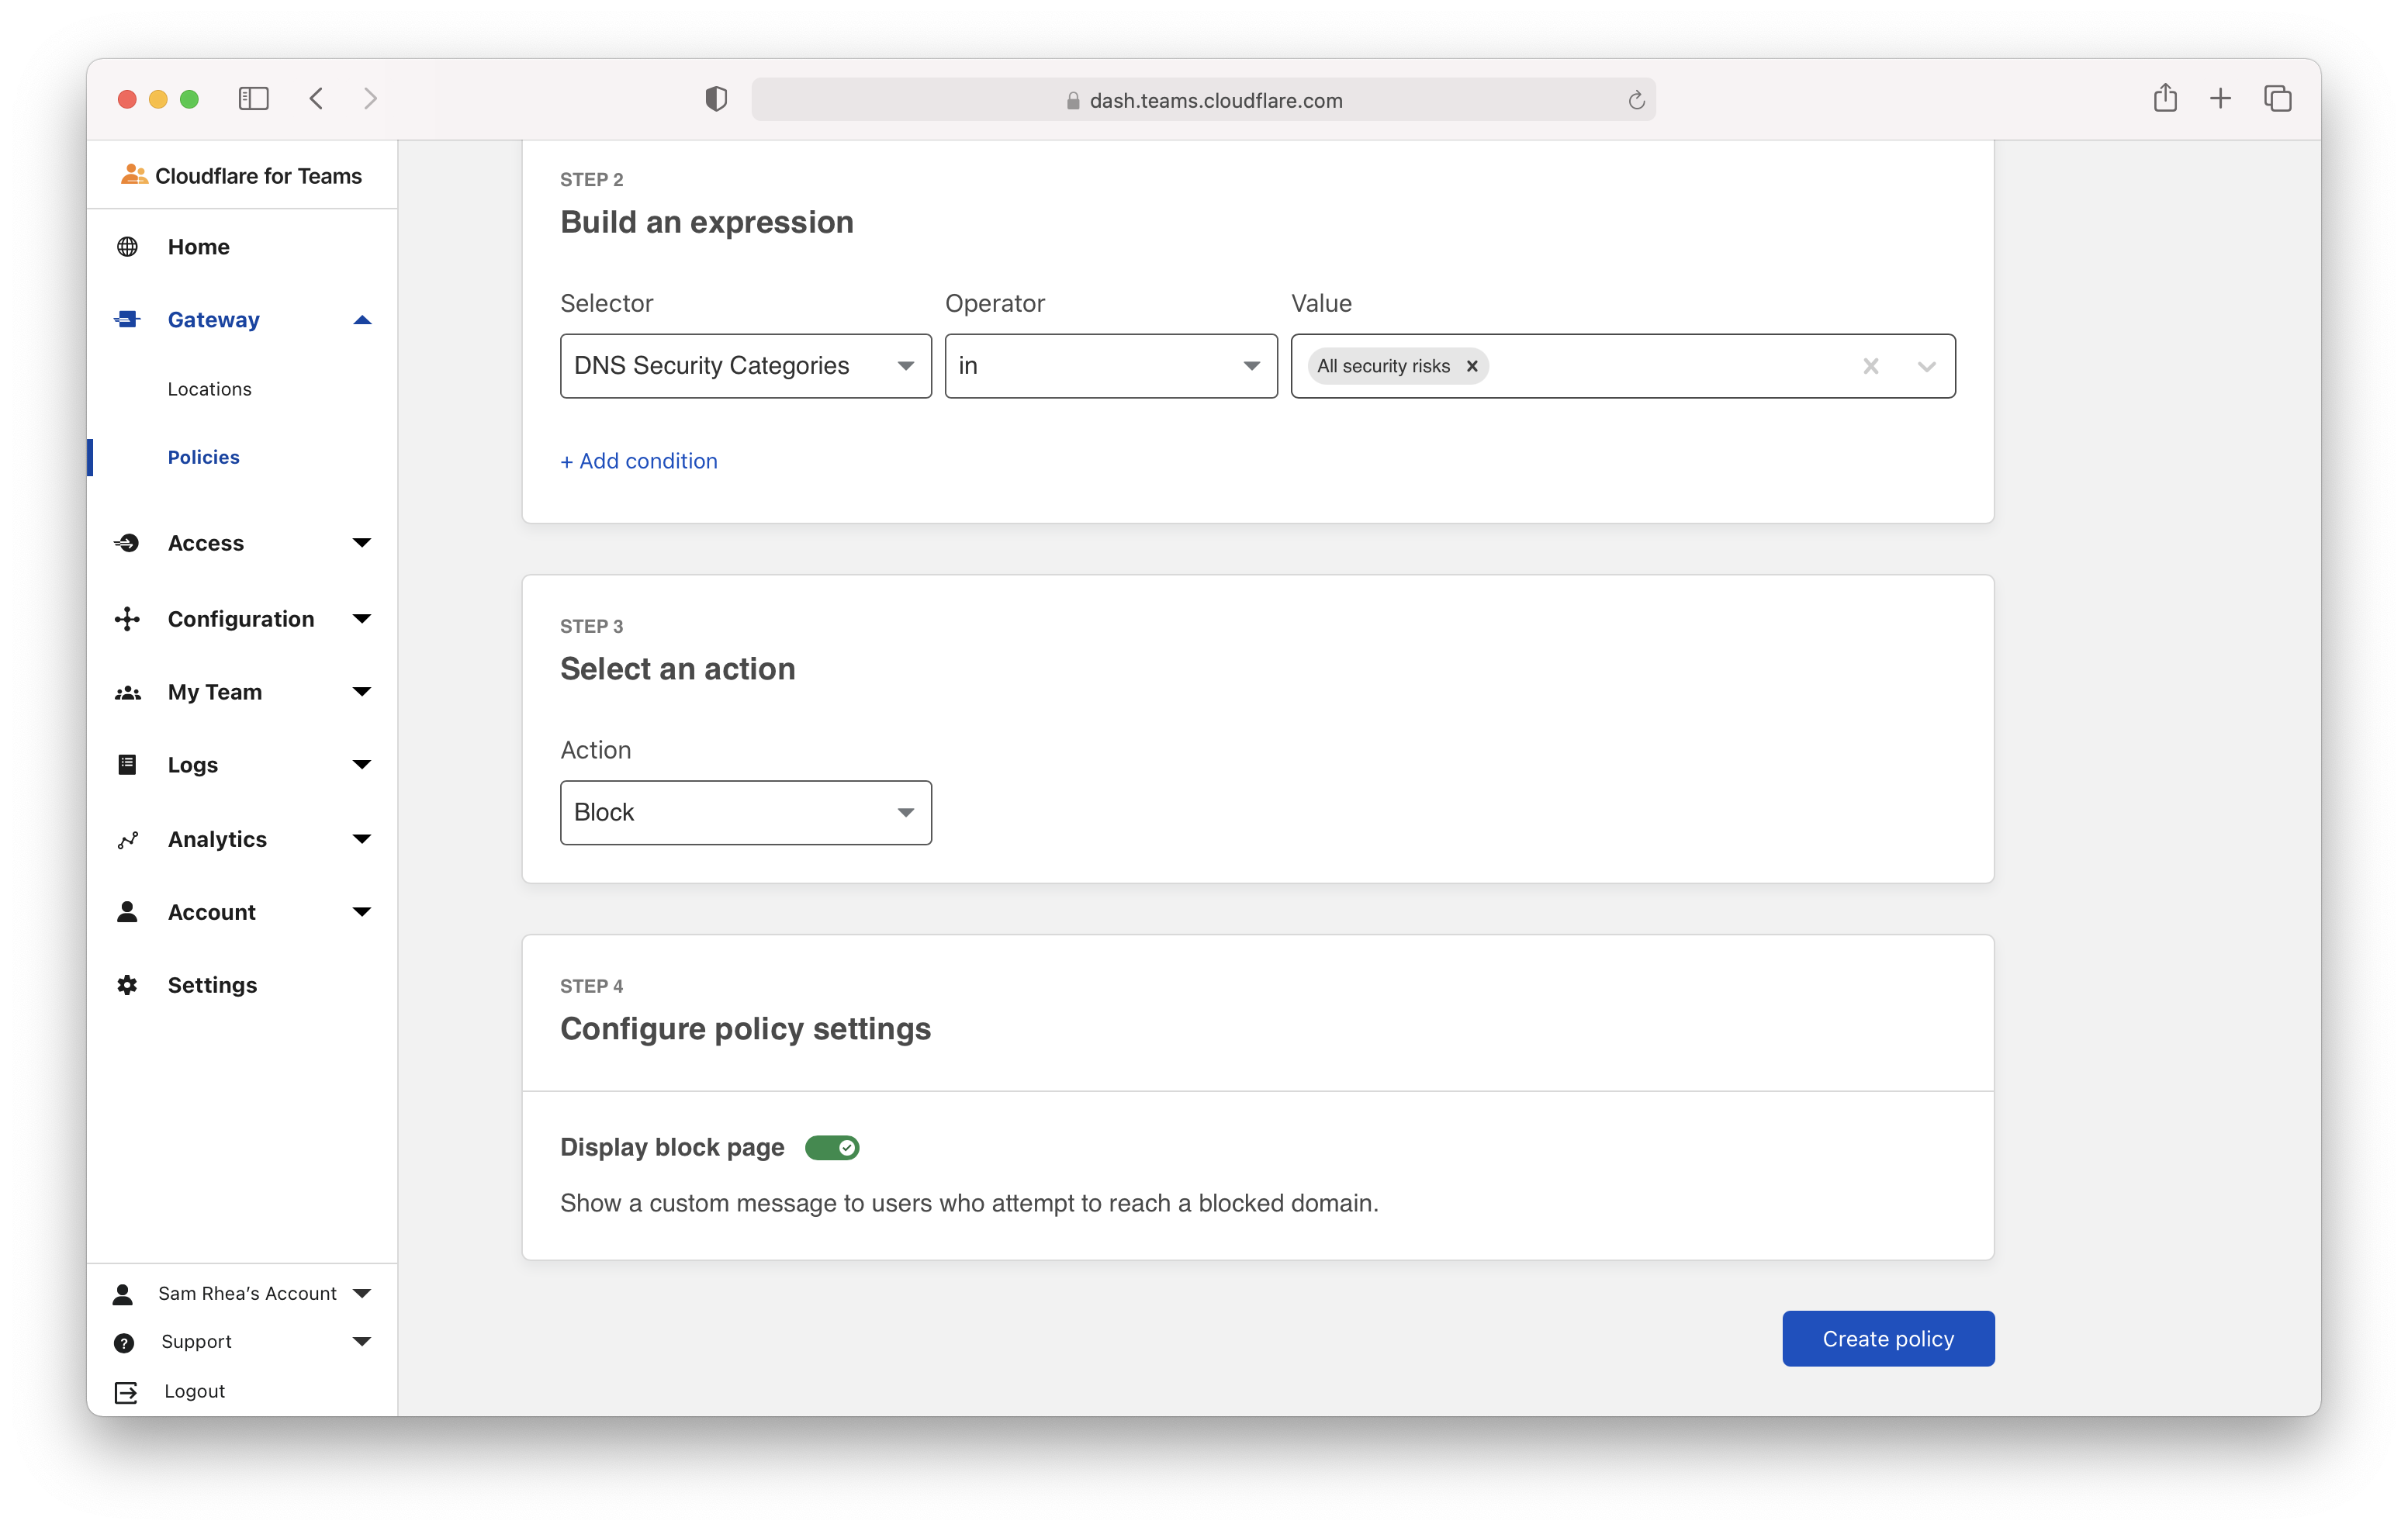 dash.teams.cloudflare.com
Cloudflare for Teams
Home
Gateway
Locations
Policies
Access
Configuration
My Team
Logs
Analytics
Account
Settings
Sam Rhea’s Account
Support
Logout
STEP 2
Build an expression
Selector Operator Value
DNS Security Categories in All security risks
+ Add condition
STEP 3
Select an action
Action
Block
STEP 4
Configure policy settings
Display block page
Show a custom message to users who attempt to reach a blocked domain.
Create policy